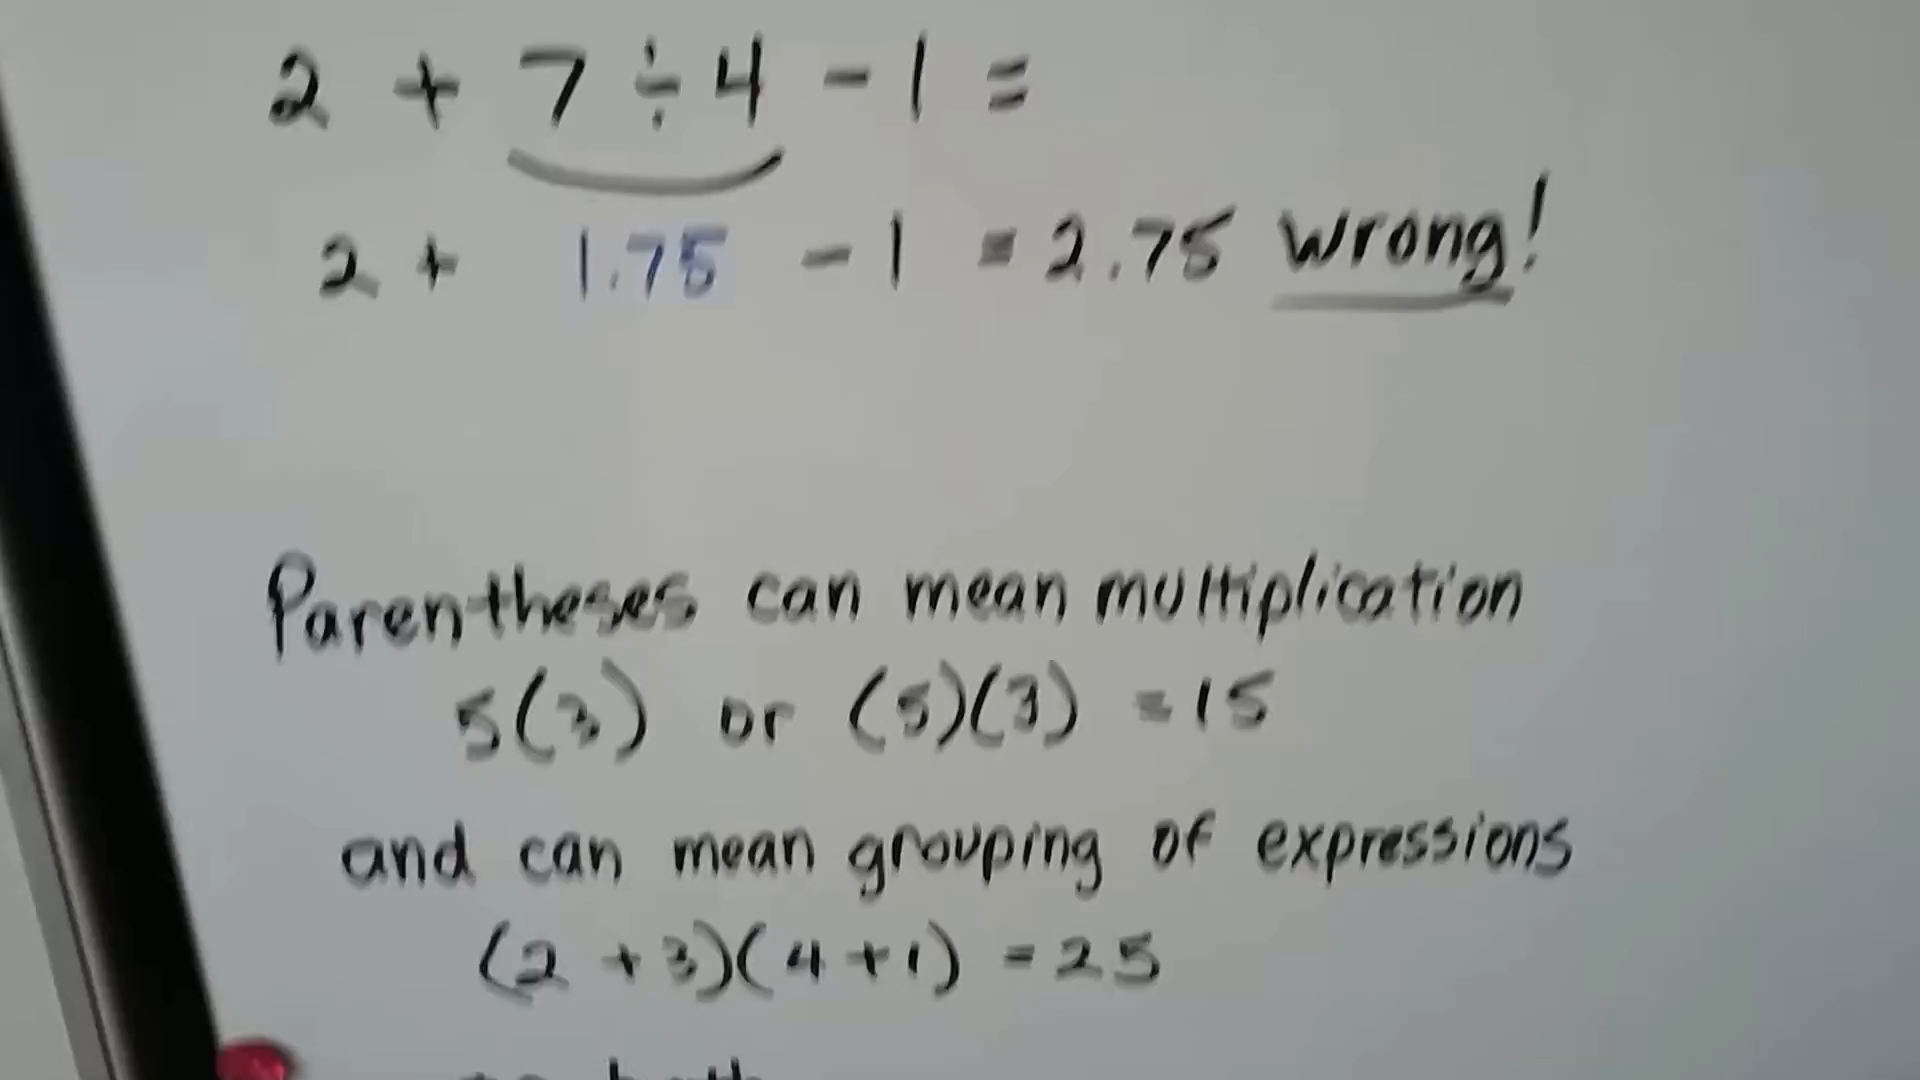 2 + 7 ÷ 4 - 1 =
2 + 1.75 - 1 = 2.75 wrong!
Parentheses can mean multiplication
5(3) or (5)(3) = 15
and can mean grouping of expressions
(2 + 3)(4 + 1) = 25